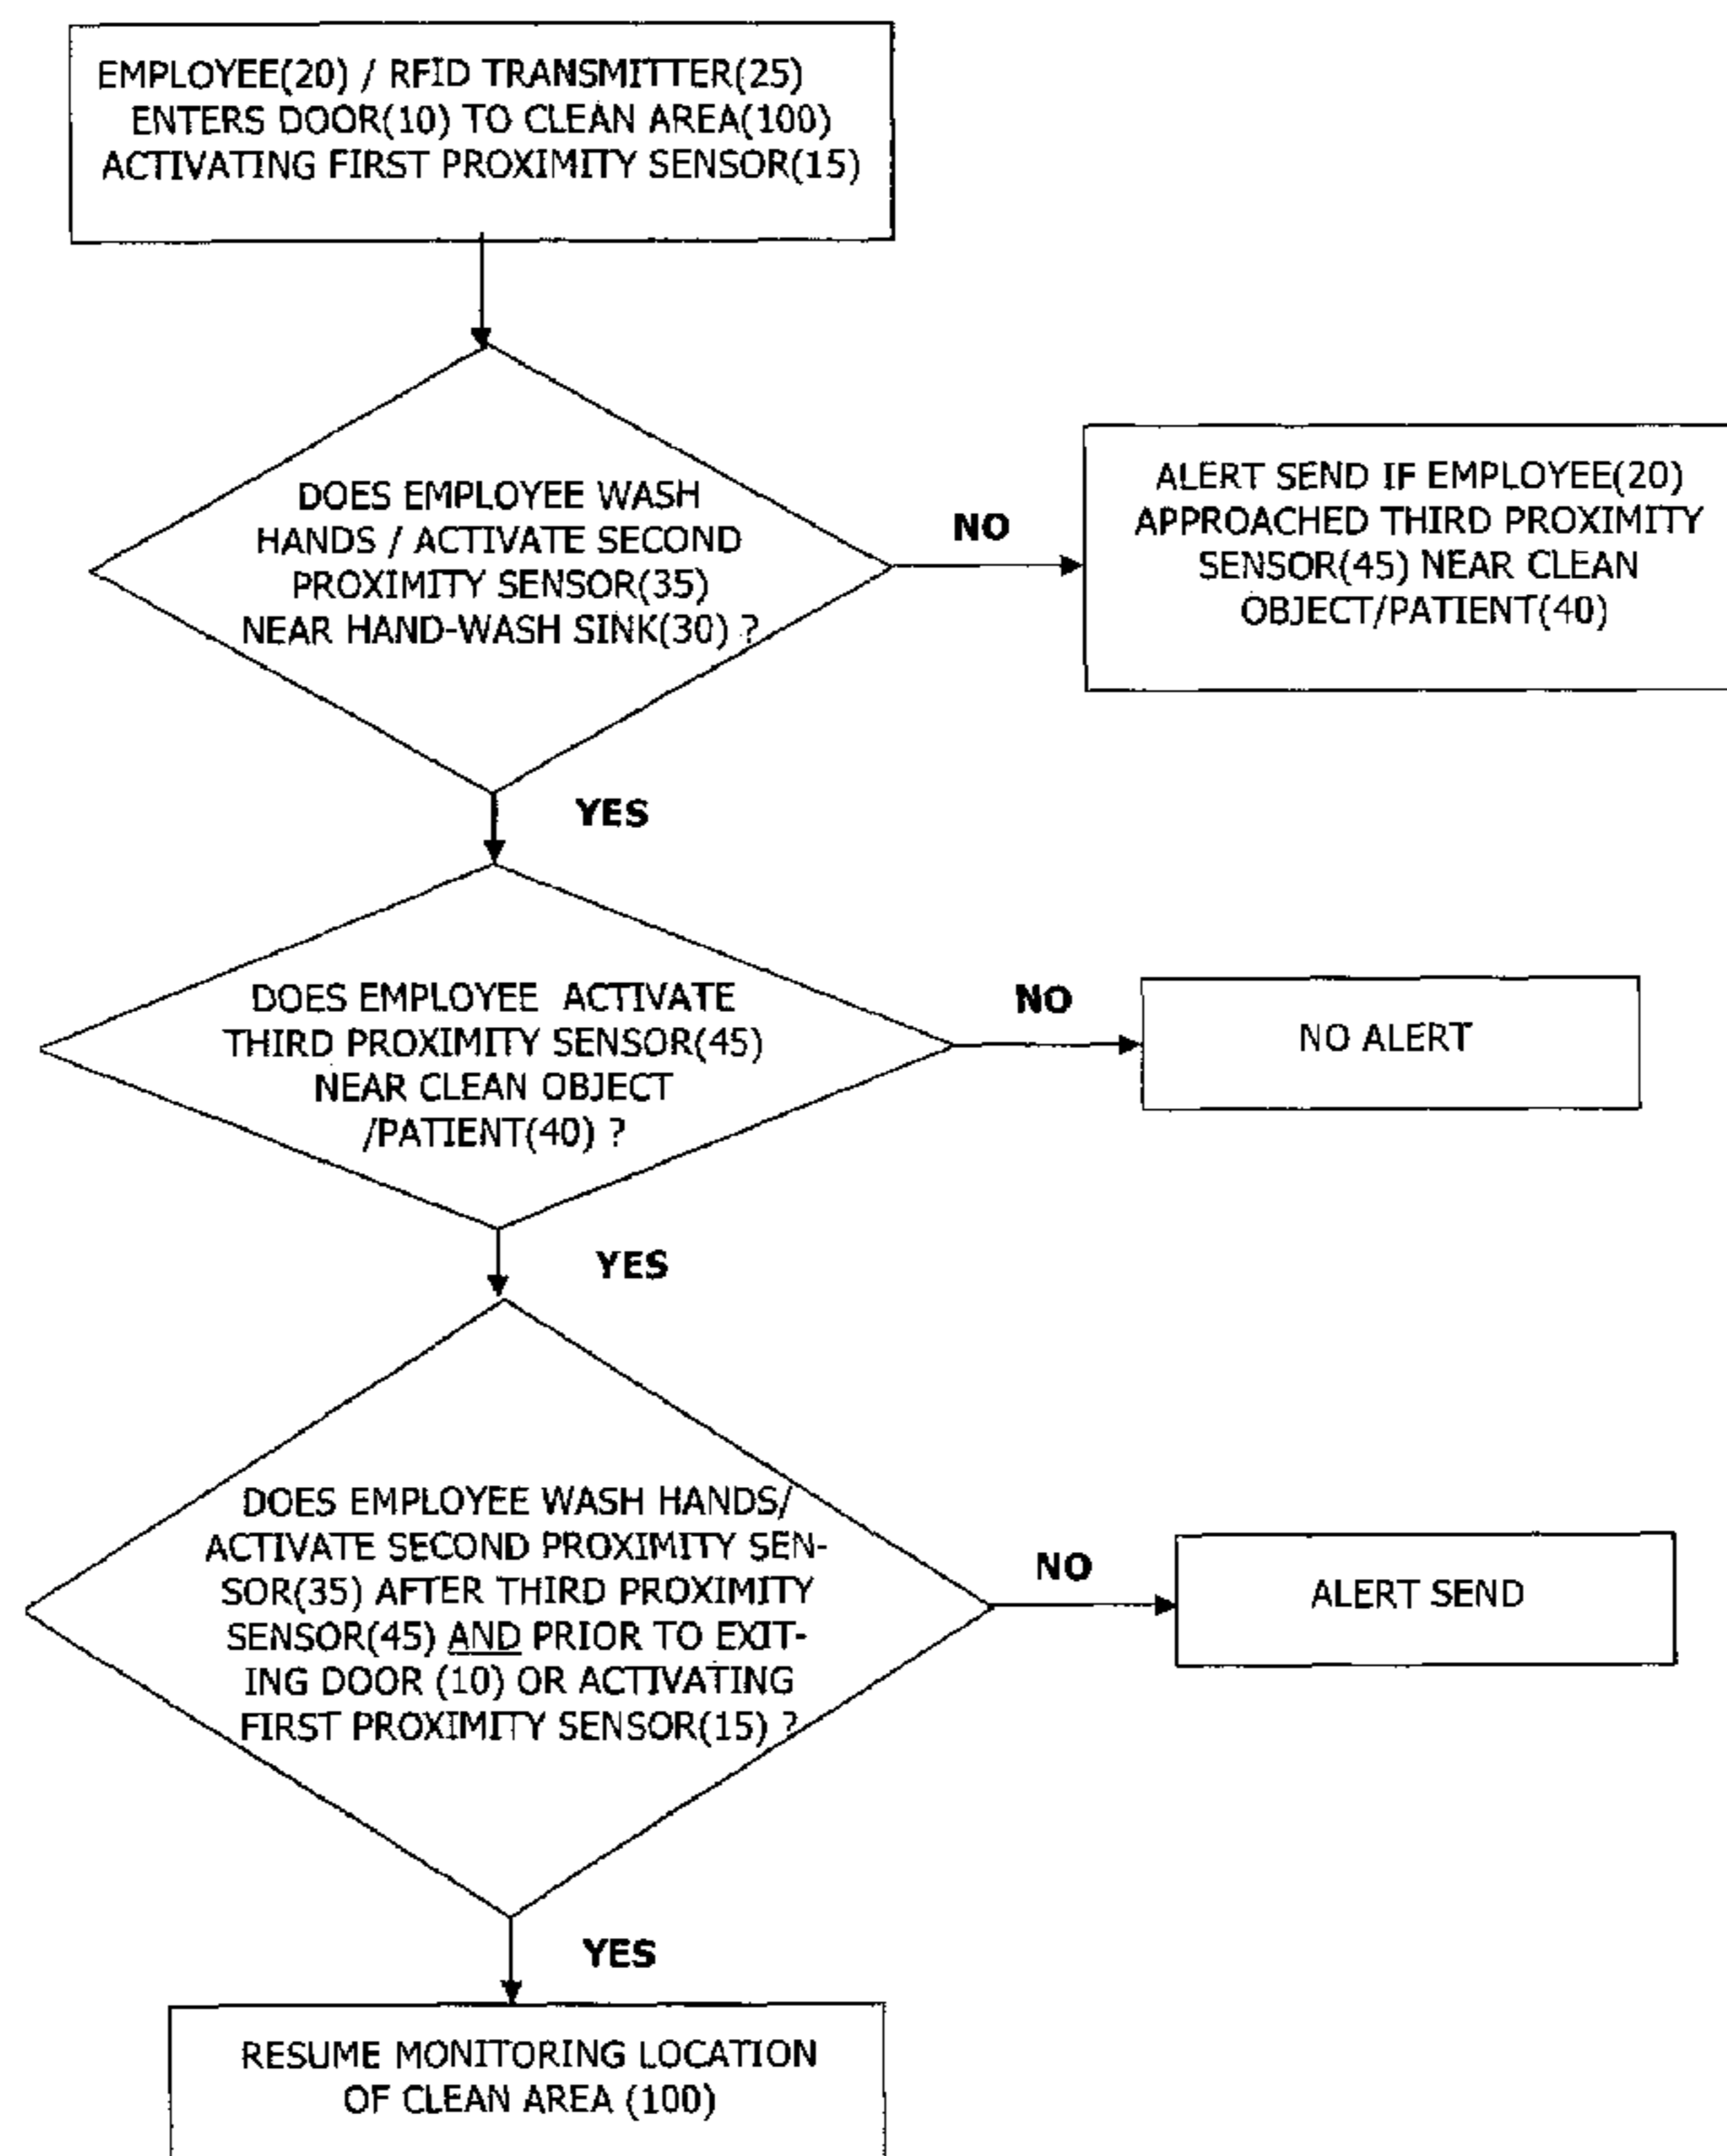 EMPLOYEE(20) / RFID TRANSMITTER(25)
ENTERS DOOR(10) TO CLEAN AREA(100)
ACTIVATING FIRST PROXIMITY SENSOR(15)
DOES EMPLOYEE WASH
HANDS / ACTIVATE SECOND
PROXIMITY SENSOR(35)
NEAR HAND-WASH SINK(30) ?
NO
ALERT SEND IF EMPLOYEE(20)
APPROACHED THIRD PROXIMITY
SENSOR(45) NEAR CLEAN
OBJECT/PATIENT(40)
YES
DOES EMPLOYEE ACTIVATE
THIRD PROXIMITY SENSOR(45)
NEAR CLEAN OBJECT
/PATIENT(40) ?
NO
NO ALERT
YES
DOES EMPLOYEE WASH HANDS/
ACTIVATE SECOND PROXIMITY SEN-
SOR(35) AFTER THIRD PROXIMITY
SENSOR(45) AND PRIOR TO EXIT-
ING DOOR (10) OR ACTIVATING
FIRST PROXIMITY SENSOR(15) ?
NO
ALERT SEND
YES
RESUME MONITORING LOCATION
OF CLEAN AREA (100)